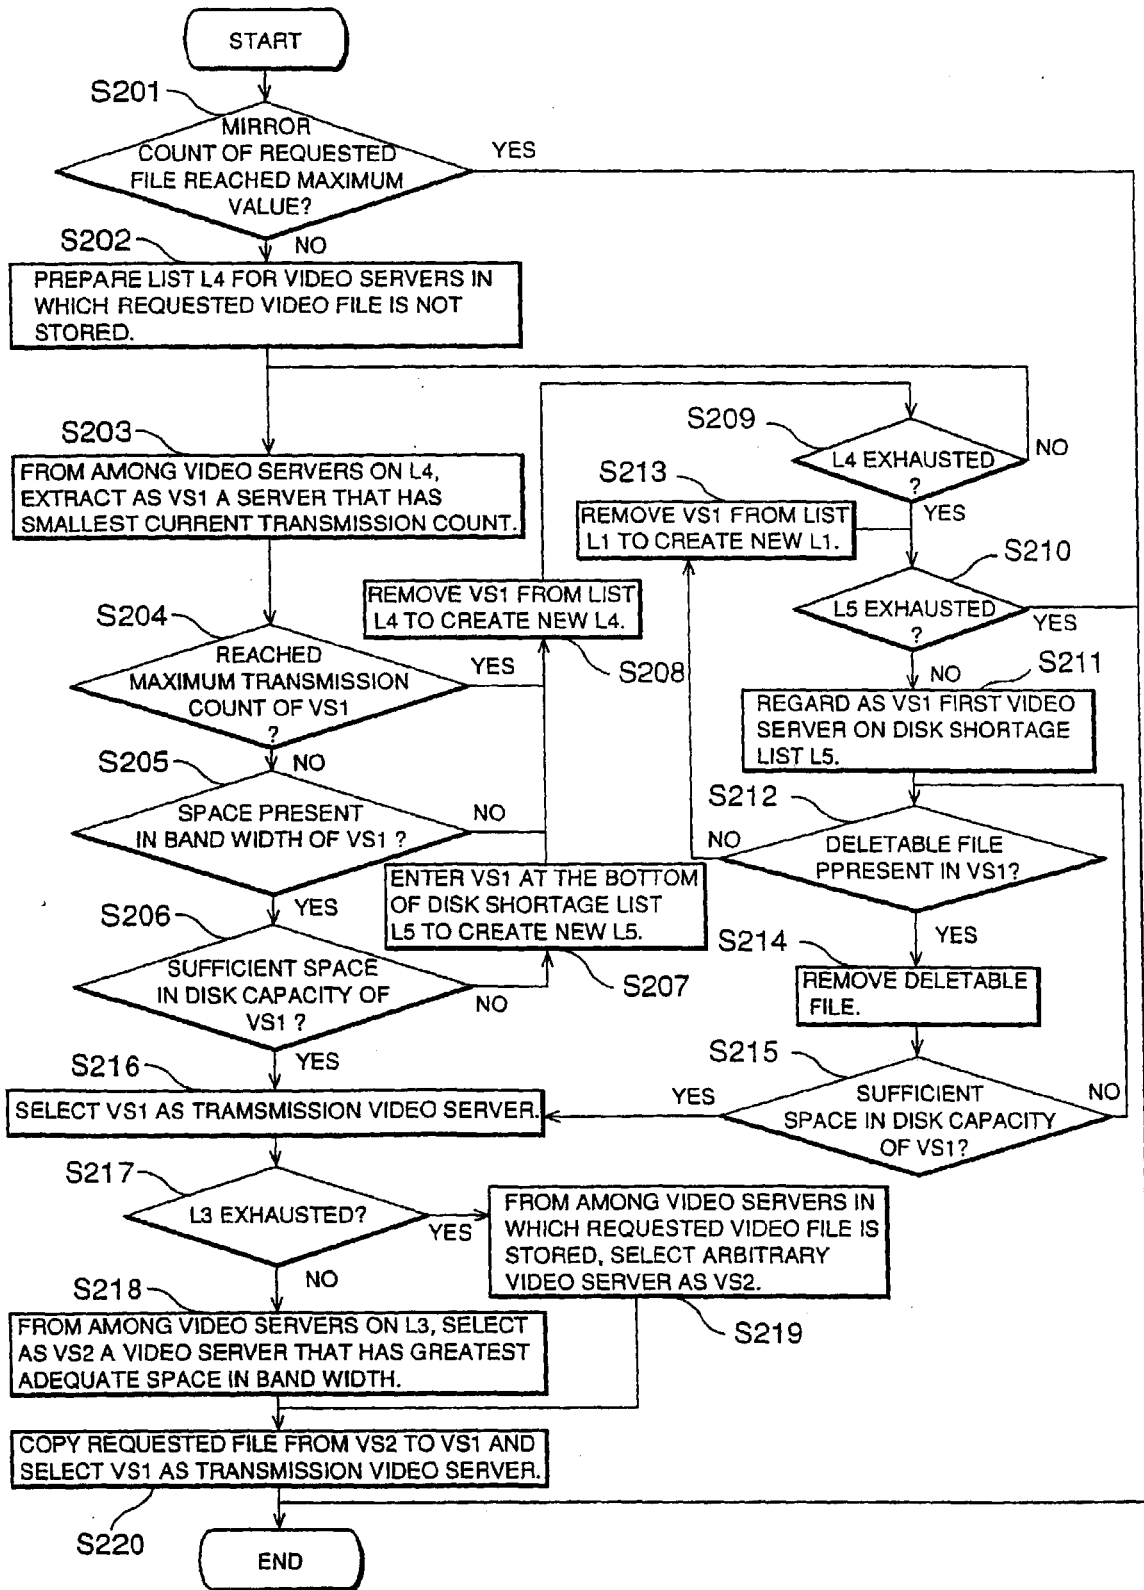 START
S201
MIRROR
COUNT OF REQUESTED
FILE REACHED MAXIMUM
VALUE?
YES
NO
S202
PREPARE LIST L4 FOR VIDEO SERVERS IN
WHICH REQUESTED VIDEO FILE IS NOT
STORED.
S203
FROM AMONG VIDEO SERVERS ON L4,
EXTRACT AS VS1 A SERVER THAT HAS
SMALLEST CURRENT TRANSMISSION COUNT.
S204
REACHED
MAXIMUM TRANSMISSION
COUNT OF VS1
?
YES
NO
S205
SPACE PRESENT
IN BAND WIDTH OF VS1 ?
NO
YES
S206
SUFFICIENT SPACE
IN DISK CAPACITY OF
VS1 ?
NO
YES
ENTER VS1 AT THE BOTTOM
OF DISK SHORTAGE LIST
L5 TO CREATE NEW L5.
S207
REMOVE VS1 FROM LIST
L4 TO CREATE NEW L4.
S208
S209
L4 EXHAUSTED
?
NO
YES
S213
REMOVE VS1 FROM LIST
L1 TO CREATE NEW L1.
S210
L5 EXHAUSTED
?
YES
NO
S211
REGARD AS VS1 FIRST VIDEO
SERVER ON DISK SHORTAGE
LIST L5.
S212
DELETABLE FILE
PPRESENT IN VS1?
NO
YES
S214
REMOVE DELETABLE
FILE.
S215
SUFFICIENT
SPACE IN DISK CAPACITY
OF VS1?
YES
NO
S216
SELECT VS1 AS TRAMSMISSION VIDEO SERVER.
S217
L3 EXHAUSTED?
YES
NO
FROM AMONG VIDEO SERVERS IN
WHICH REQUESTED VIDEO FILE IS
STORED, SELECT ARBITRARY
VIDEO SERVER AS VS2.
S219
S218
FROM AMONG VIDEO SERVERS ON L3, SELECT
AS VS2 A VIDEO SERVER THAT HAS GREATEST
ADEQUATE SPACE IN BAND WIDTH.
COPY REQUESTED FILE FROM VS2 TO VS1 AND
SELECT VS1 AS TRANSMISSION VIDEO SERVER.
S220
END